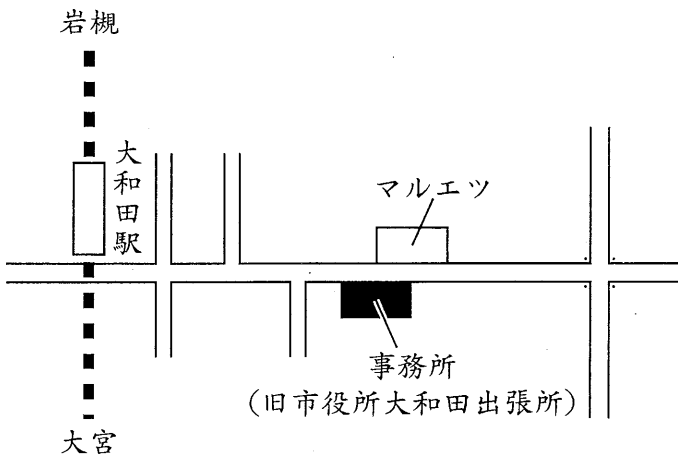 岩槻
大和田駅
マルエツ
事務所
(旧市役所大和田出張所)
大宮